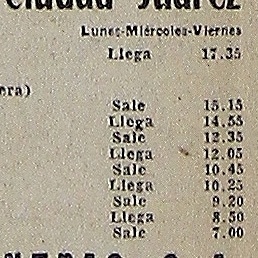 Ciudad Juárez
Lunes-Miércoles-Viernes
Llega 17.35
era)
Sale 15.15
Llega 14.55
Sale 12.35
Llega 12.05
Sale 10.45
Llega 10.25
Sale 9.20
Llega 8.50
Sale 7.00